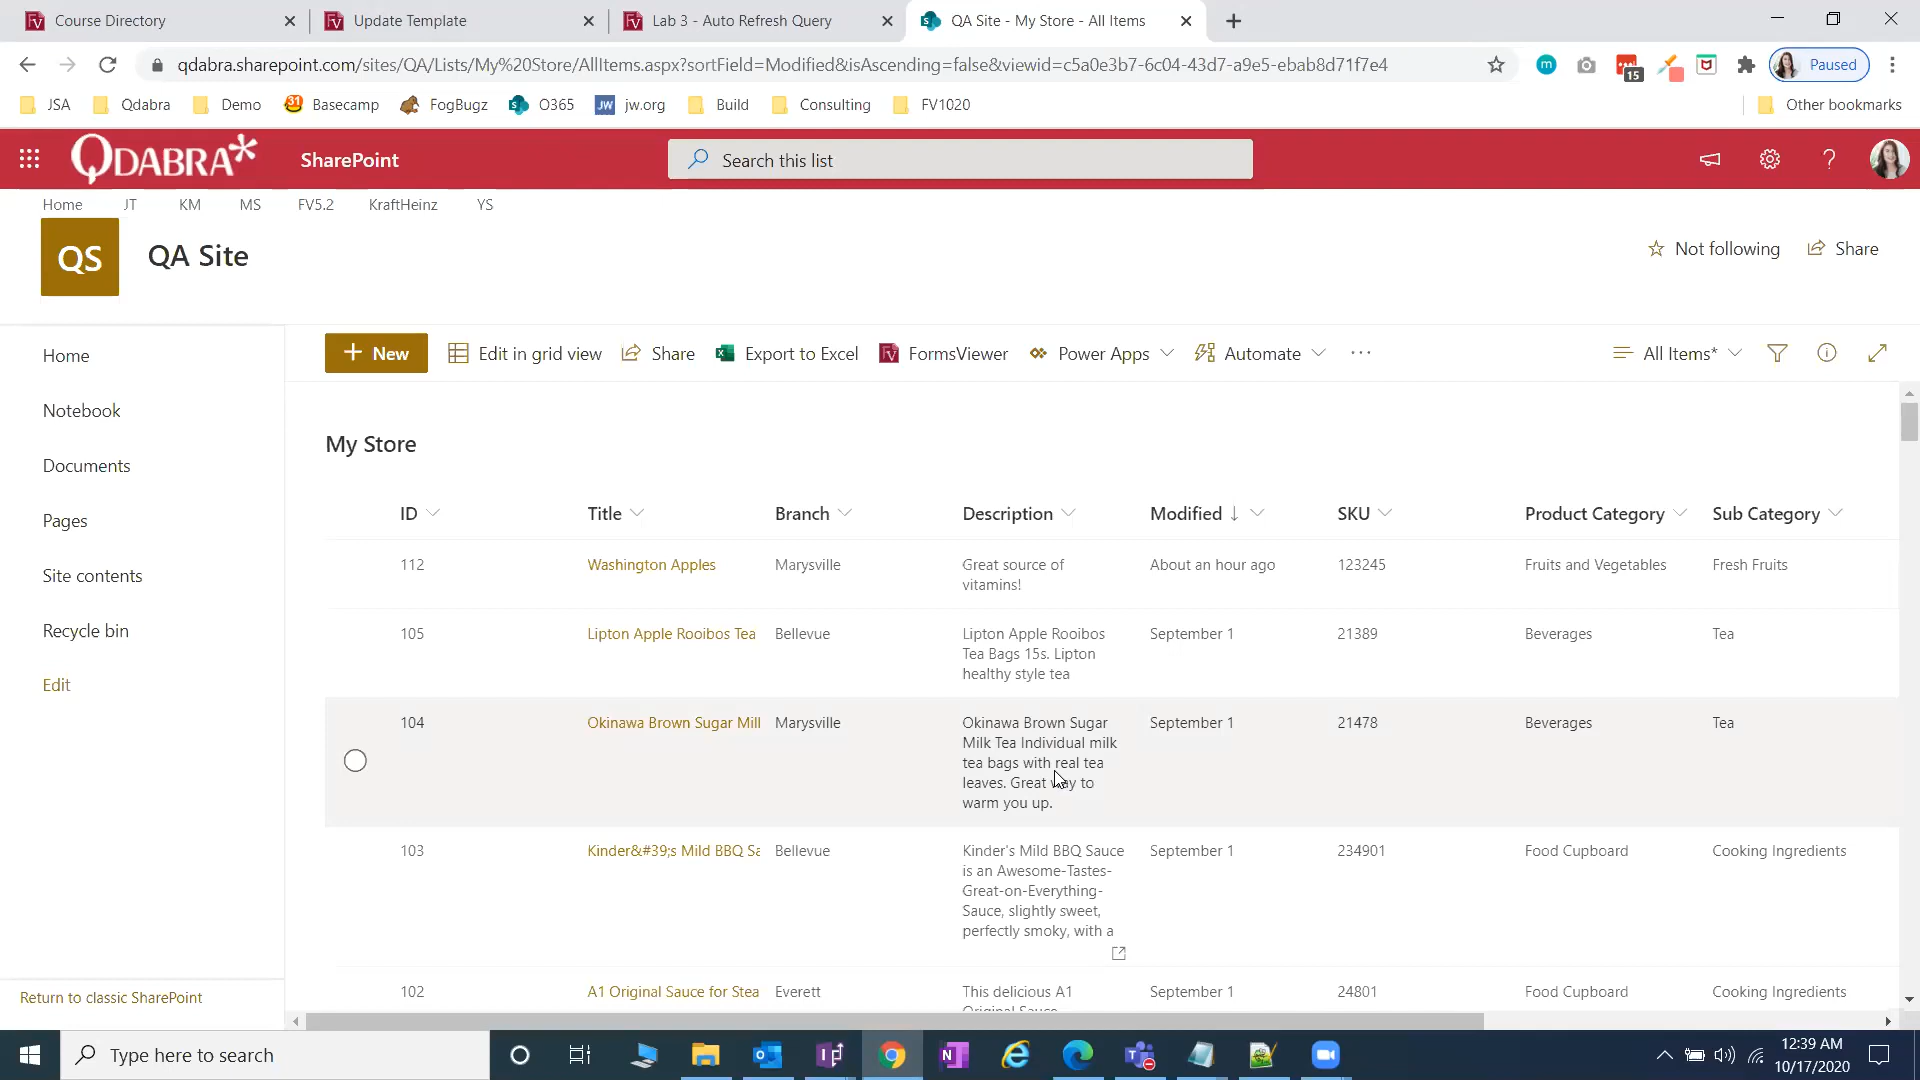 Course Directory
Update Template
Lab 3 - Auto Refresh Query
QA Site - My Store - All Items
qdabra.sharepoint.com/sites/QA/Lists/My%20Store/AllItems.aspx?sortField=Modified&isAscending=false&viewid=c5a0e3b7-6c04-43d7-a9e5-ebab8d71f7e4
15
Paused
JSA
Qdabra
Demo
31
Basecamp
FogBugz
O365
JW
jw.org
Build
Consulting
FV1020
Other bookmarks
QDABRA*
SharePoint
Search this list
Home
JT
KM
MS
FV5.2
KraftHeinz
YS
QS
QA Site
Not following
Share
Home
Notebook
Documents
Pages
Site contents
Recycle bin
Edit
Return to classic SharePoint
New
Edit in grid view
Share
Export to Excel
FormsViewer
Power Apps
Automate
All Items*
My Store
ID Title Branch Description Modified SKU Product Category Sub Category
112 Washington Apples Marysville Great source of About an hour ago 123245 Fruits and Vegetables Fresh Fruits
vitamins!
105 Lipton Apple Rooibos Tea Bellevue Lipton Apple Rooibos September 1 21389 Beverages Tea
Tea Bags 15s. Lipton
healthy style tea
104 Okinawa Brown Sugar Mill Marysville Okinawa Brown Sugar September 1 21478 Beverages Tea
Milk Tea Individual milk
tea bags with real tea
leaves. Great way to
warm you up.
103 Kinder&#39;s Mild BBQ Sa Bellevue Kinder's Mild BBQ Sauce September 1 234901 Food Cupboard Cooking Ingredients
is an Awesome-Tastes-
Great-on-Everything-
Sauce, slightly sweet,
perfectly smoky, with a
102 A1 Original Sauce for Stea Everett This delicious A1 September 1 24801 Food Cupboard Cooking Ingredients
Original Sauce
Type here to search
12:39 AM
10/17/2020